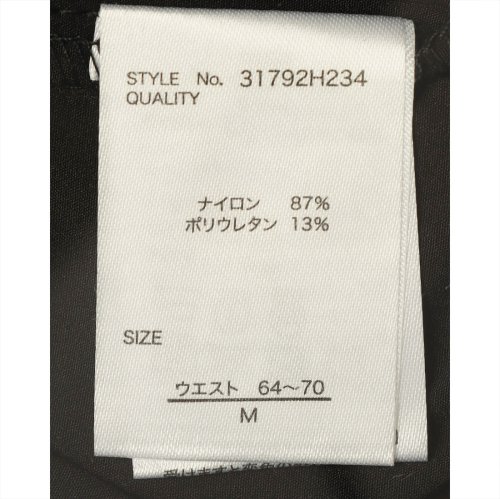 STYLE No. 31792H234
QUALITY
ナイロン 87%
ポリウレタン 13%
SIZE
ウエスト 64～70
M